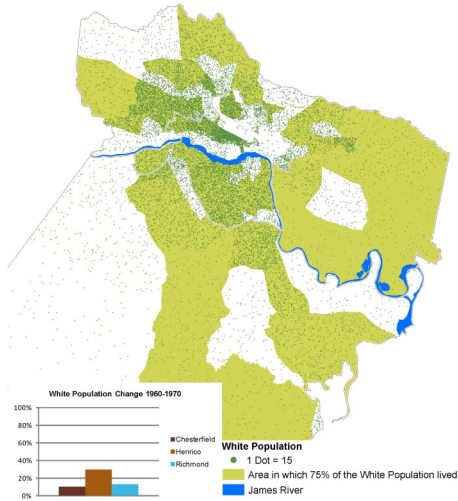 White Population Change 1960-1970
100%
80%
60%
40%
20%
0%
Chesterfield
Henrico
Richmond
White Population
1 Dot = 15
Area in which 75% of the White Population lived
James River